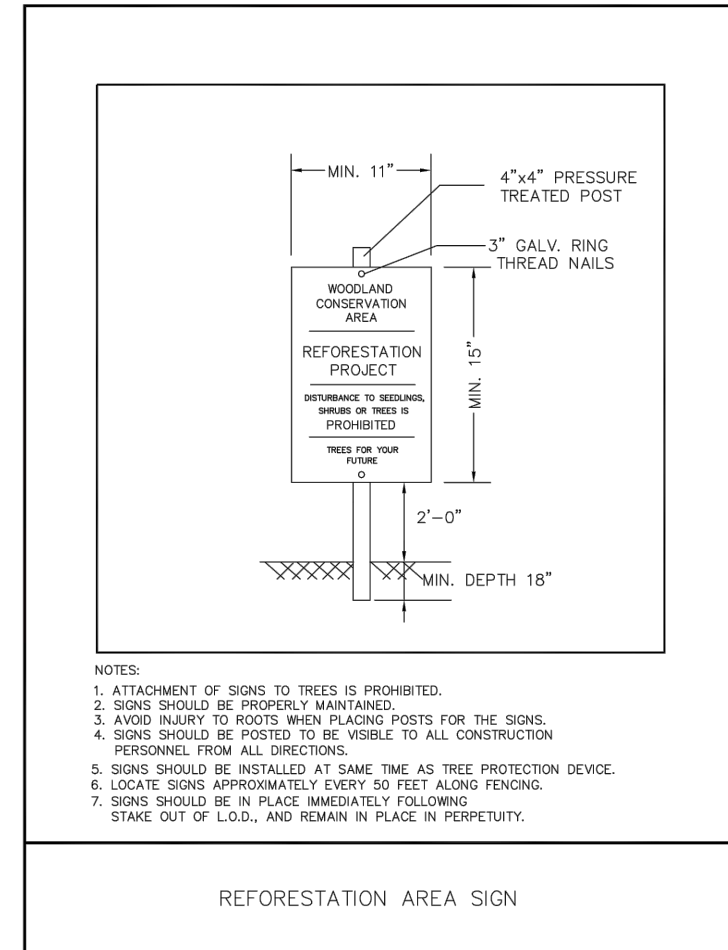 MIN. 11"
4"x4" PRESSURE
TREATED POST
3" GALV. RING
THREAD NAILS
WOODLAND
CONSERVATION
AREA
REFORESTATION
PROJECT
DISTURBANCE TO SEEDLINGS,
SHRUBS OR TREES IS
PROHIBITED
TREES FOR YOUR
FUTURE
MIN. 15"
2'-0"
MIN. DEPTH 18"
NOTES:
1. ATTACHMENT OF SIGNS TO TREES IS PROHIBITED.
2. SIGNS SHOULD BE PROPERLY MAINTAINED.
3. AVOID INJURY TO ROOTS WHEN PLACING POSTS FOR THE SIGNS.
4. SIGNS SHOULD BE POSTED TO BE VISIBLE TO ALL CONSTRUCTION
PERSONNEL FROM ALL DIRECTIONS.
5. SIGNS SHOULD BE INSTALLED AT SAME TIME AS TREE PROTECTION DEVICE.
6. LOCATE SIGNS APPROXIMATELY EVERY 50 FEET ALONG FENCING.
7. SIGNS SHOULD BE IN PLACE IMMEDIATELY FOLLOWING
STAKE OUT OF L.O.D., AND REMAIN IN PLACE IN PERPETUITY.
REFORESTATION AREA SIGN